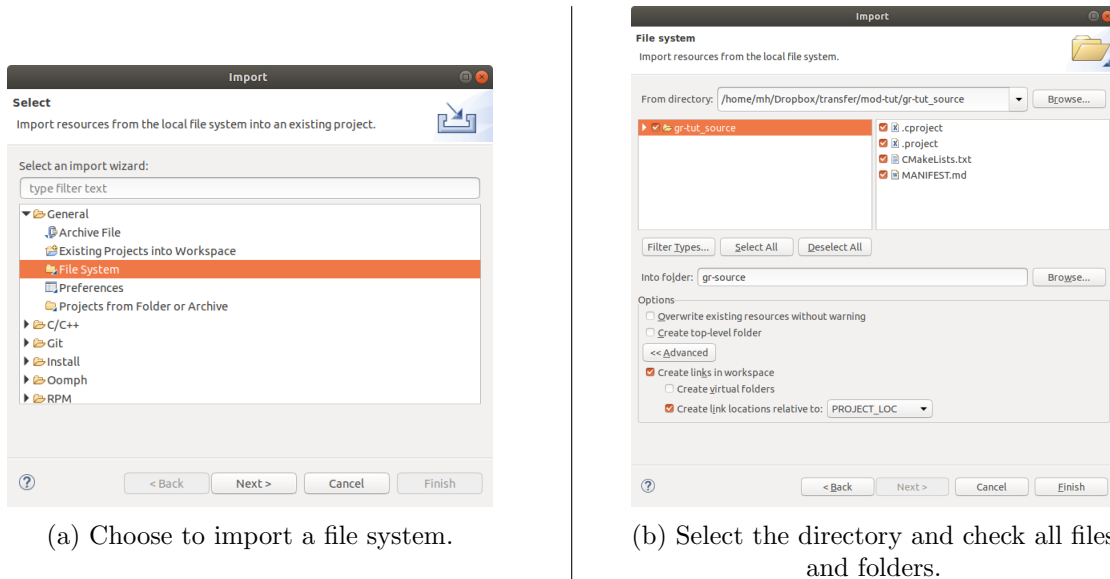 Import
Select
Import resources from the local file system into an existing project.
Select an import wizard:
type filter text
General
Archive File
Existing Projects into Workspace
File System
Preferences
Projects from Folder or Archive
C/C++
Git
Install
Oomph
RPM
< Back
Next >
Cancel
Finish
(a) Choose to import a file system.
Import
File system
Import resources from the local file system.
From directory: /home/mh/Dropbox/transfer/mod-tut/gr-tut_source Browse...
gr-tut_source
.cproject
.project
CMakeLists.txt
MANIFEST.md
Filter Types... Select All Deselect All
Into folder: gr-source Browse...
Options
Overwrite existing resources without warning
Create top-level folder
<< Advanced
Create links in workspace
Create virtual folders
Create link locations relative to: PROJECT_LOC
< Back
Next >
Cancel
Finish
(b) Select the directory and check all files
and folders.